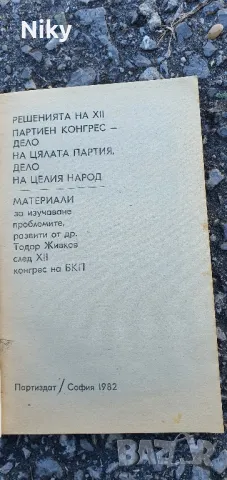 Niky
РЕШЕНИЯТА НА XII
ПАРТИЕН КОНГРЕС –
ДЕЛО
НА ЦЯЛАТА ПАРТИЯ,
ДЕЛО
НА ЦЕЛИЯ НАРОД
МАТЕРИАЛИ
за изучаване
проблемите,
развити от др.
Тодор Живков
след XII
конгрес на БКП
Партиздат / София 1982
BAZAR